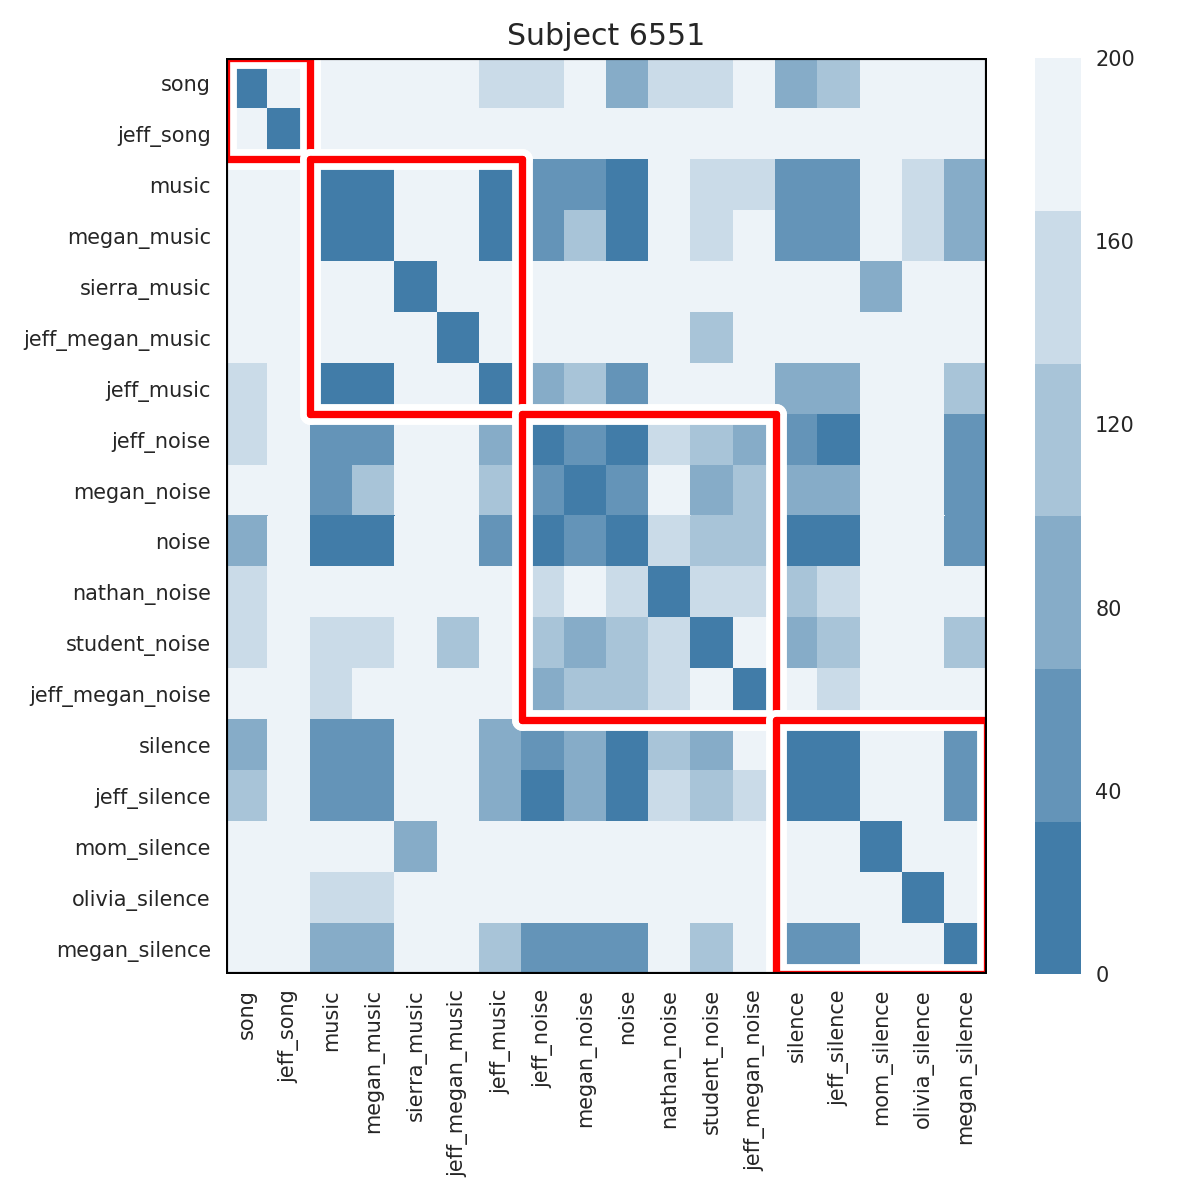 Subject 6551
song
jeff_song
music
megan_music
sierra_music
jeff_megan_music
jeff_music
jeff_noise
megan_noise
noise
nathan_noise
student_noise
jeff_megan_noise
silence
jeff_silence
mom_silence
olivia_silence
megan_silence
song
jeff_song
music
megan_music
sierra_music
jeff_megan_music
jeff_music
jeff_noise
megan_noise
noise
nathan_noise
student_noise
jeff_megan_noise
silence
jeff_silence
mom_silence
olivia_silence
megan_silence
200
160
120
80
40
0